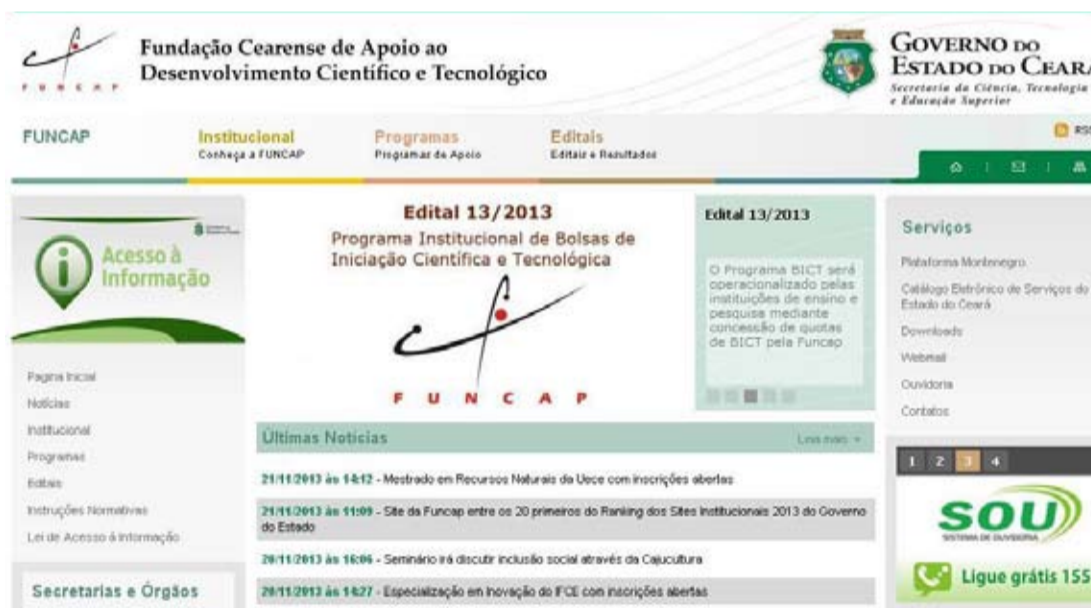 FUNCAP
Fundação Cearense de Apoio ao
Desenvolvimento Científico e Tecnológico
GOVERNO DO
ESTADO DO CEARÁ
Secretaria da Ciência, Tecnologia
e Educação Superior
FUNCAP
Institucional
Conheça a FUNCAP
Programas
Programas de Apoio
Editais
Editais e Resultados
RSS
Acesso à
Informação
Pagina Inicial
Notícias
Institucional
Programas
Editais
Instruções Normativas
Lei de Acesso à Informação
Secretarias e Órgãos
Edital 13/2013
Programa Institucional de Bolsas de
Iniciação Científica e Tecnológica
FUNCAP
Edital 13/2013
O Programa BICT será
operacionalizado pelas
instituições de ensino e
pesquisa mediante
concessão de quotas
de BICT pela Funcap
Últimas Notícias
Leia mais
21/11/2013 às 14:12 - Mestrado em Recursos Naturais da Uece com inscrições abertas
21/11/2013 às 11:09 - Site da Funcap entre os 20 primeiros do Ranking dos Sites Institucionais 2013 do Governo
do Estado
20/11/2013 às 16:06 - Seminário irá discutir inclusão social através da Cajucultura
20/11/2013 às 14:27 - Especialização em Inovação do IFCE com inscrições abertas
Serviços
Plataforma Montenegro
Catálogo Eletrônico de Serviços do
Estado do Ceará
Downloads
Webmail
Ouvidoria
Contatos
1 2 3 4
SOU
SISTEMA DE OUVIDORIA
Ligue grátis 155